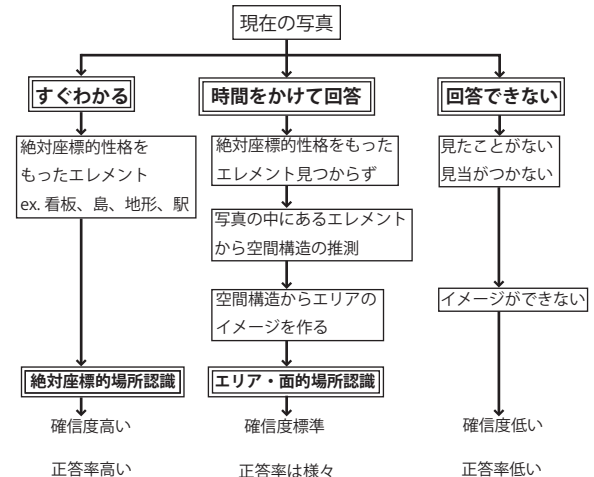 現在の写真
すぐわかる
絶対座標的性格を
もったエレメント
ex. 看板、島、地形、駅
絶対座標的場所認識
確信度高い
正答率高い
時間をかけて回答
絶対座標的性格をもった
エレメント見つからず
写真の中にあるエレメント
から空間構造の推測
空間構造からエリアの
イメージを作る
エリア・面的場所認識
確信度標準
正答率は様々
回答できない
見たことがない
見当がつかない
イメージができない
確信度低い
正答率低い